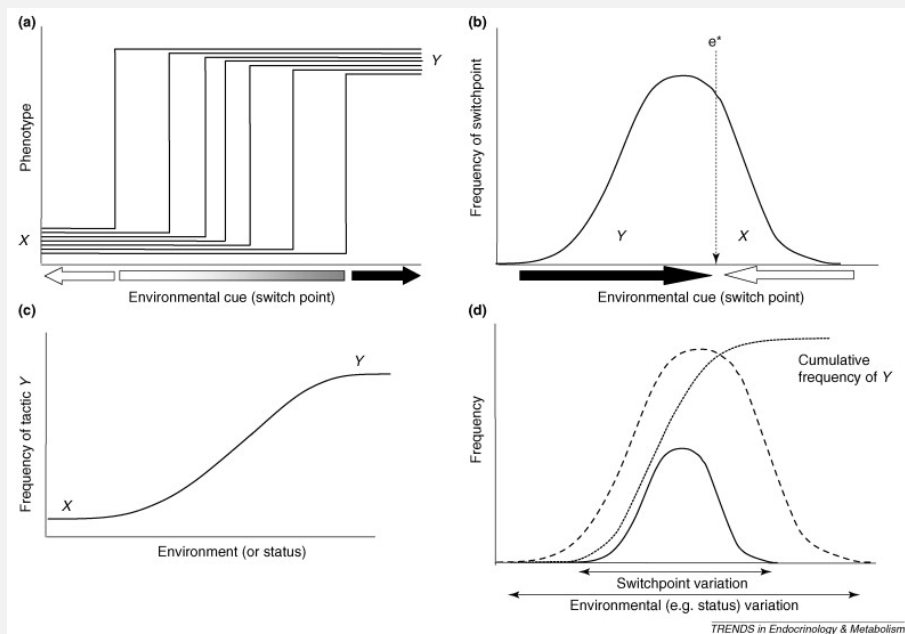 (a)
Phenotype
X
Y
Environmental cue (switch point)
(b)
Frequency of switchpoint
e*
Y
X
Environmental cue (switch point)
(c)
Frequency of tactic Y
X
Y
Environment (or status)
(d)
Frequency
Cumulative
frequency of Y
Switchpoint variation
Environmental (e.g. status) variation
TRENDS in Endocrinology & Metabolism